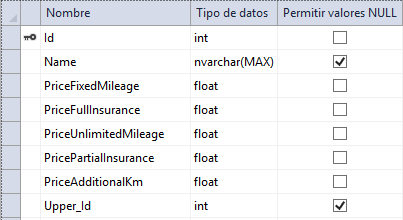 Nombre Tipo de datos Permitir valores NULL
Id int
Name nvarchar(MAX)
PriceFixedMileage float
PriceFullInsurance float
PriceUnlimitedMileage float
PricePartialInsurance float
PriceAdditionalKm float
Upper_Id int